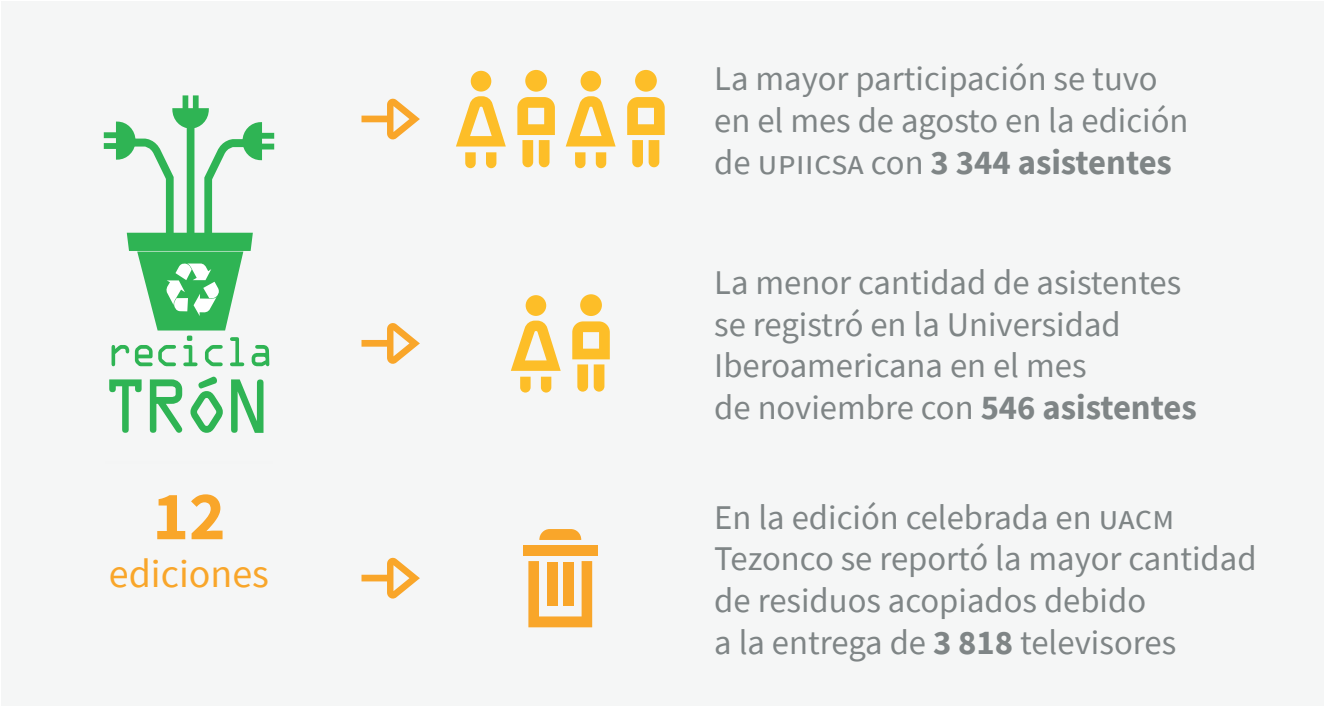 recicla
TRÓN
12
ediciones
La mayor participación se tuvo
en el mes de agosto en la edición
de UPIICSA con 3 344 asistentes
La menor cantidad de asistentes
se registró en la Universidad
Iberoamericana en el mes
de noviembre con 546 asistentes
En la edición celebrada en UACM
Tezonco se reportó la mayor cantidad
de residuos acopiados debido
a la entrega de 3 818 televisores